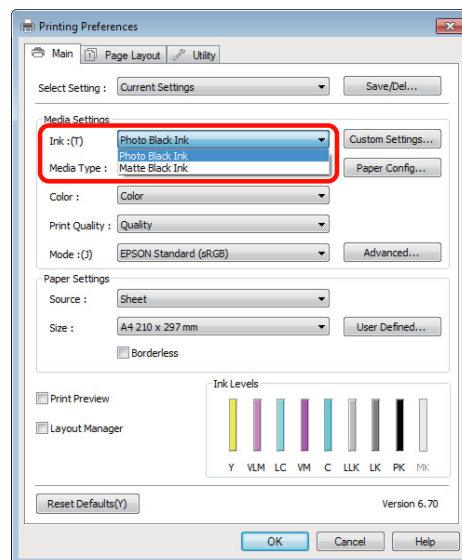 Printing Preferences
Main Page Layout Utility
Select Setting : Current Settings Save/Del...
Media Settings
Ink :(T) Photo Black Ink Custom Settings...
Photo Black Ink
Media Type : Matte Black Ink Paper Config...
Color : Color
Print Quality : Quality
Mode :(J) EPSON Standard (sRGB) Advanced...
Paper Settings
Source : Sheet
Size : A4 210 x 297 mm User Defined...
Borderless
Ink Levels
Print Preview
Layout Manager
Y VLM LC VM C LLK LK PK MK
Reset Defaults(Y) Version 6.70
OK Cancel Help